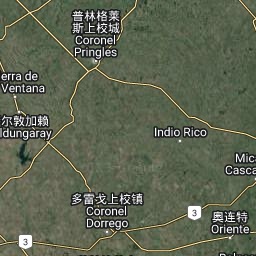 普林格莱
斯上校城
Coronel
Pringles
erra de
Ventana
尔敦加赖
ldungaray
Indio Rico
Mic
Casca
多雷戈上校镇
Coronel
Dorrego
3
奥连特
Oriente
3